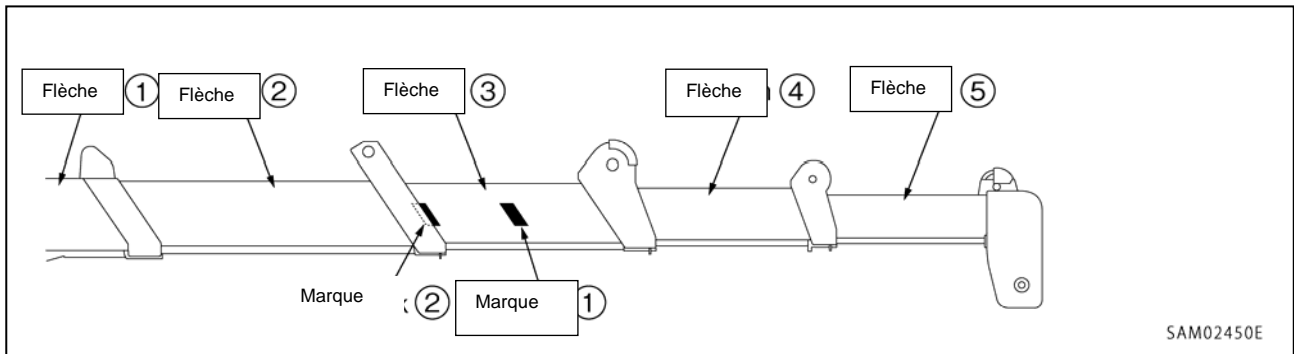 Flèche ① Flèche ② Flèche ③ Flèche ④ Flèche ⑤
Marque ② Marque ①
SAM02450E